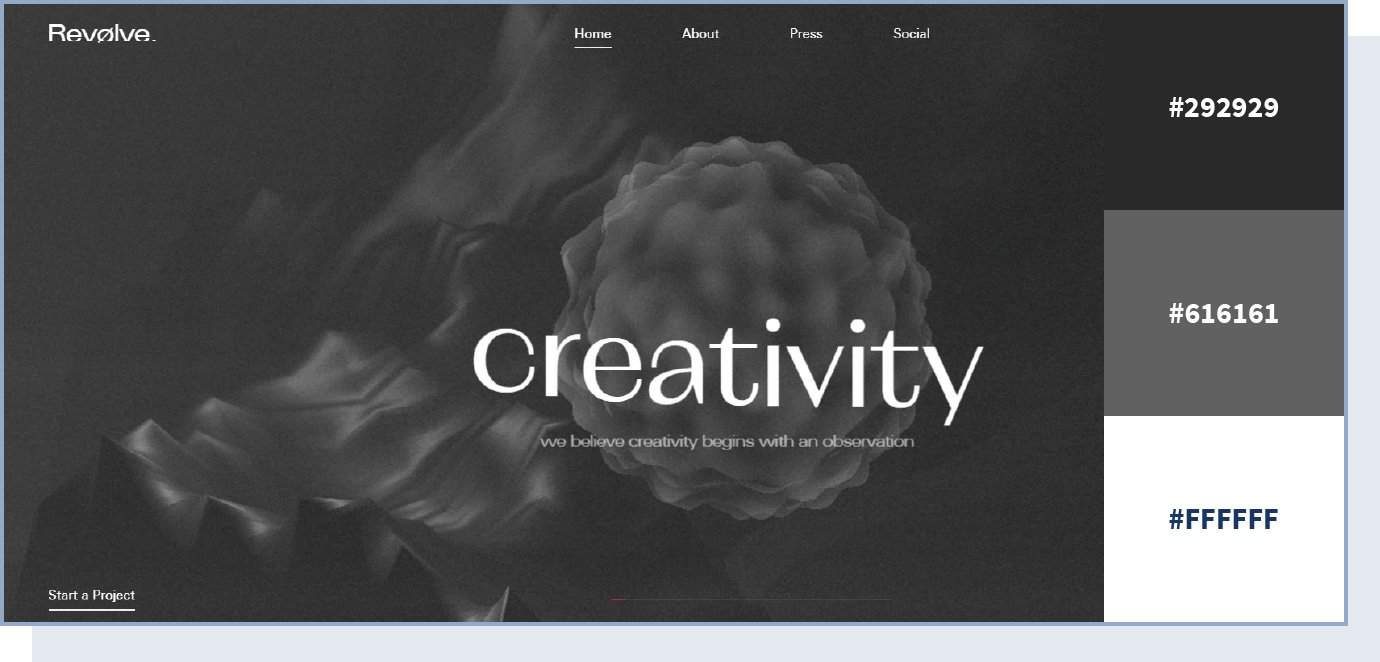 Revølve.
Home About Press Social
creativity
we believe creativity begins with an observation
Start a Project
#292929
#616161
#FFFFFF